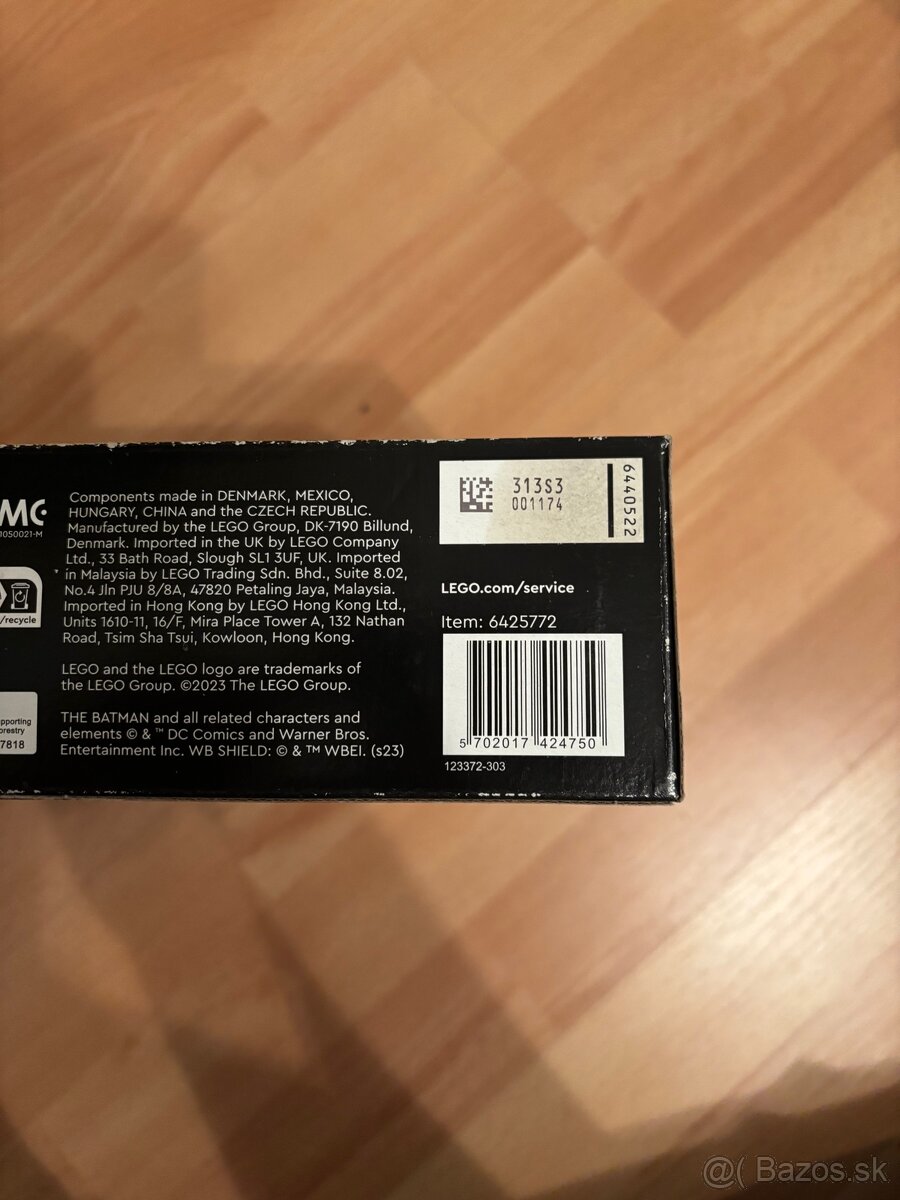 MC
1050021-M
/recycle
pporting
orestry
7818
Components made in DENMARK, MEXICO,
HUNGARY, CHINA and the CZECH REPUBLIC.
Manufactured by the LEGO Group, DK-7190 Billund,
Denmark. Imported in the UK by LEGO Company
Ltd., 33 Bath Road, Slough SL1 3UF, UK. Imported
in Malaysia by LEGO Trading Sdn. Bhd., Suite 8.02,
No.4 Jln PJU 8/8A, 47820 Petaling Jaya, Malaysia.
Imported in Hong Kong by LEGO Hong Kong Ltd.,
Units 1610-11, 16/F, Mira Place Tower A, 132 Nathan
Road, Tsim Sha Tsui, Kowloon, Hong Kong.
LEGO and the LEGO logo are trademarks of
the LEGO Group. ©2023 The LEGO Group.
THE BATMAN and all related characters and
elements © & ™ DC Comics and Warner Bros.
Entertainment Inc. WB SHIELD: © & ™ WBEI. (s23)
313S3
001174
6440522
LEGO.com/service
Item: 6425772
5 702017 424750
123372-303
@( Bazos.sk